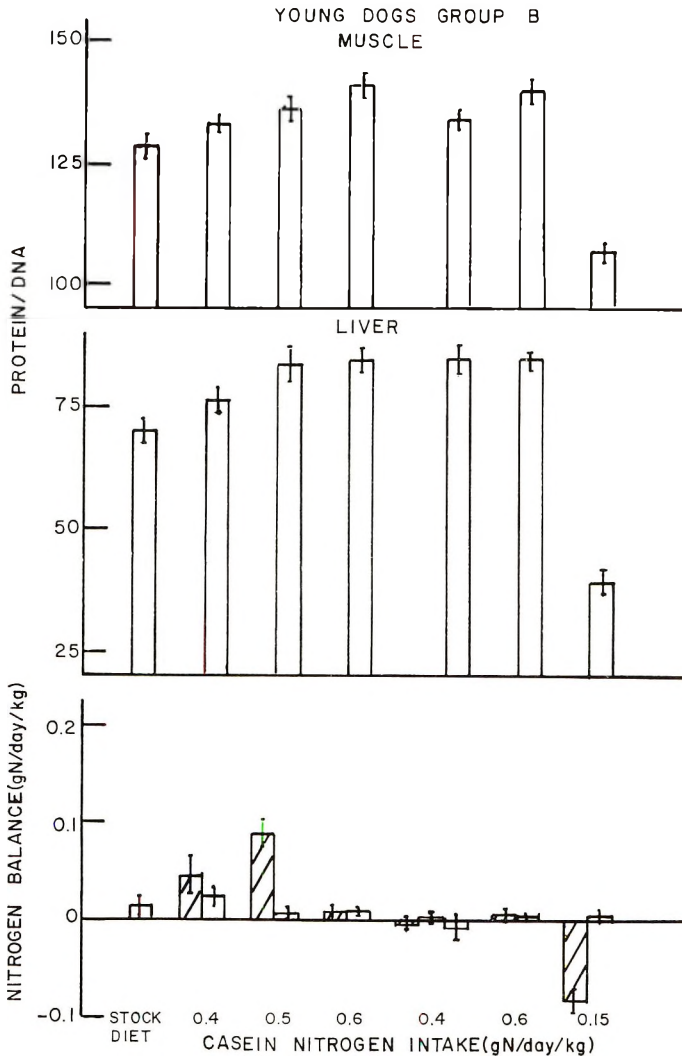 YOUNG DOGS GROUP B
MUSCLE
150
125
100
PROTEIN/DNA
LIVER
75
50
25
NITROGEN BALANCE(gN/day/kg)
0.2
0.1
0
-0.1
STOCK DIET 0.4 0.5 0.6 0.4 0.6 0.15
CASEIN NITROGEN INTAKE(gN/day/kg)